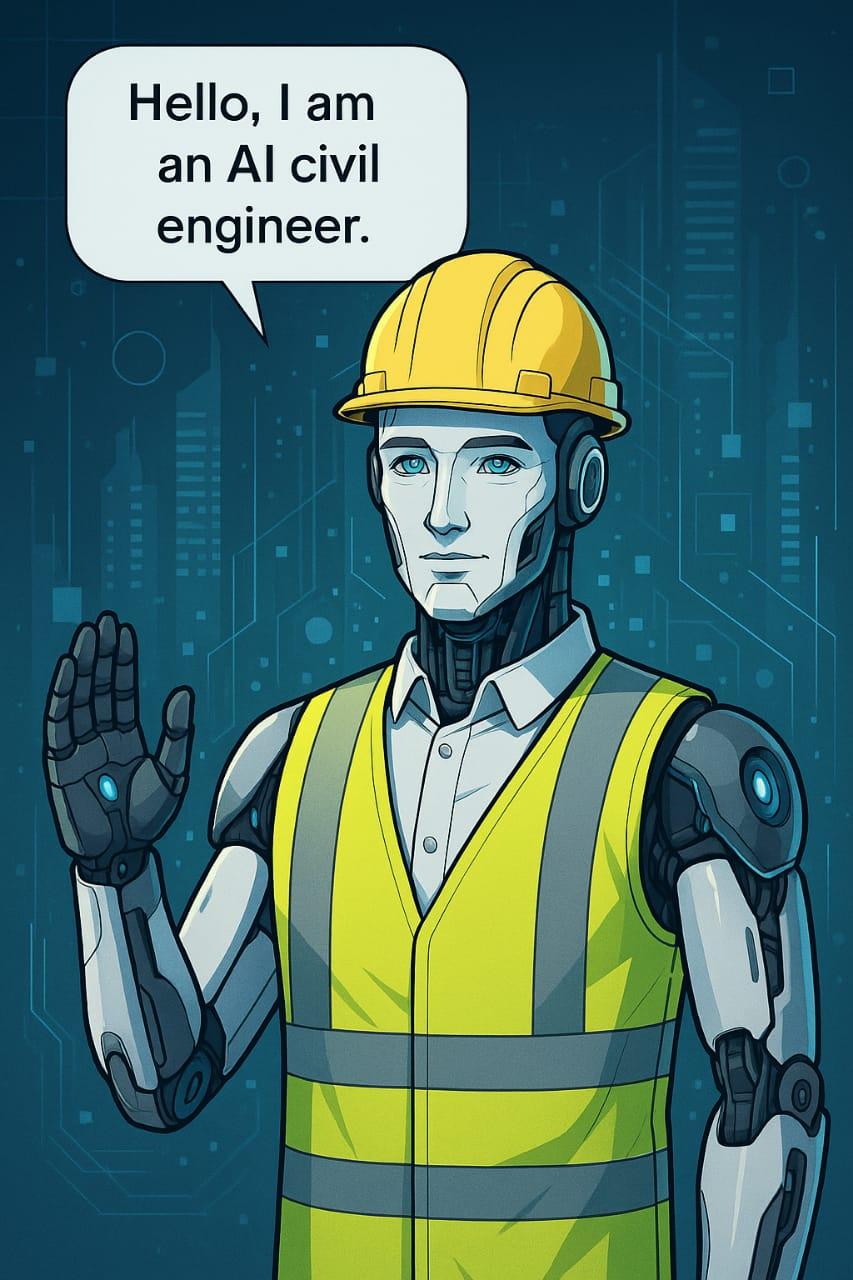 Hello, I am
an AI civil
engineer.